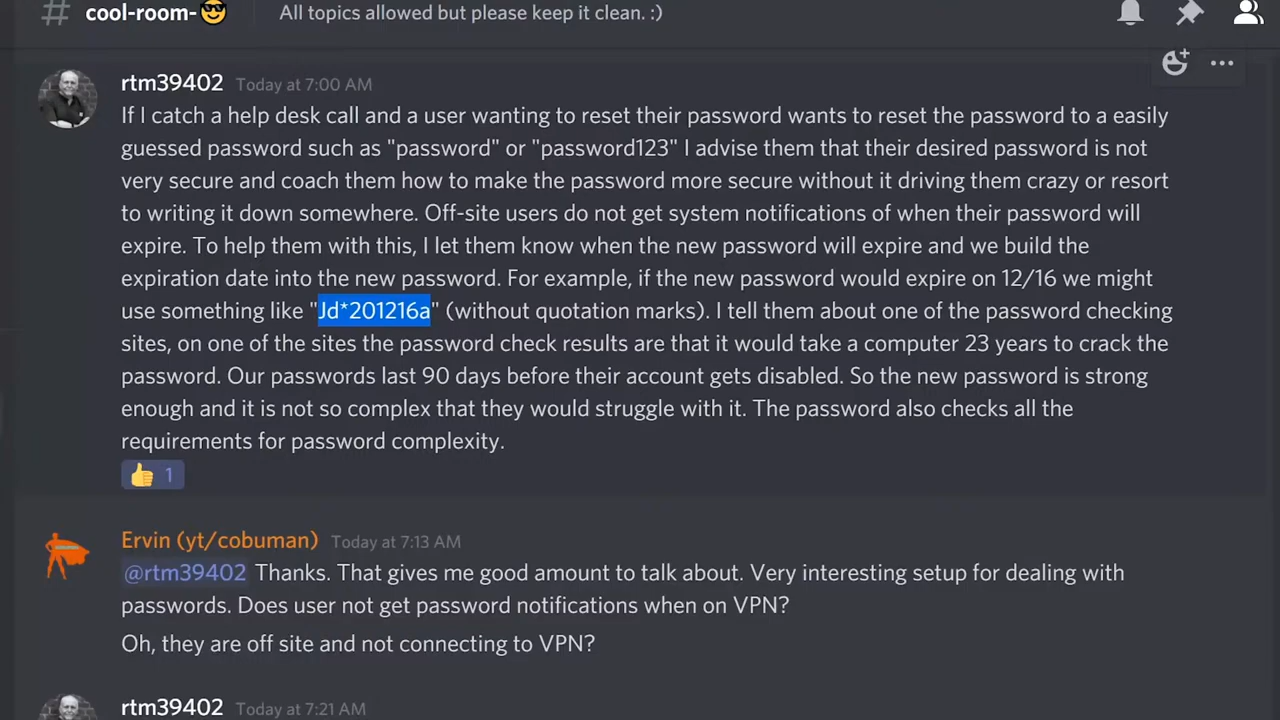 # cool-room-😎 All topics allowed but please keep it clean. :)
rtm39402 Today at 7:00 AM
If I catch a help desk call and a user wanting to reset their password wants to reset the password to a easily
guessed password such as "password" or "password123" I advise them that their desired password is not
very secure and coach them how to make the password more secure without it driving them crazy or resort
to writing it down somewhere. Off-site users do not get system notifications of when their password will
expire. To help them with this, I let them know when the new password will expire and we build the
expiration date into the new password. For example, if the new password would expire on 12/16 we might
use something like "Jd*201216a" (without quotation marks). I tell them about one of the password checking
sites, on one of the sites the password check results are that it would take a computer 23 years to crack the
password. Our passwords last 90 days before their account gets disabled. So the new password is strong
enough and it is not so complex that they would struggle with it. The password also checks all the
requirements for password complexity.
👍 1
Ervin (yt/cobuman) Today at 7:13 AM
@rtm39402 Thanks. That gives me good amount to talk about. Very interesting setup for dealing with
passwords. Does user not get password notifications when on VPN?
Oh, they are off site and not connecting to VPN?
rtm39402 Today at 7:21 AM